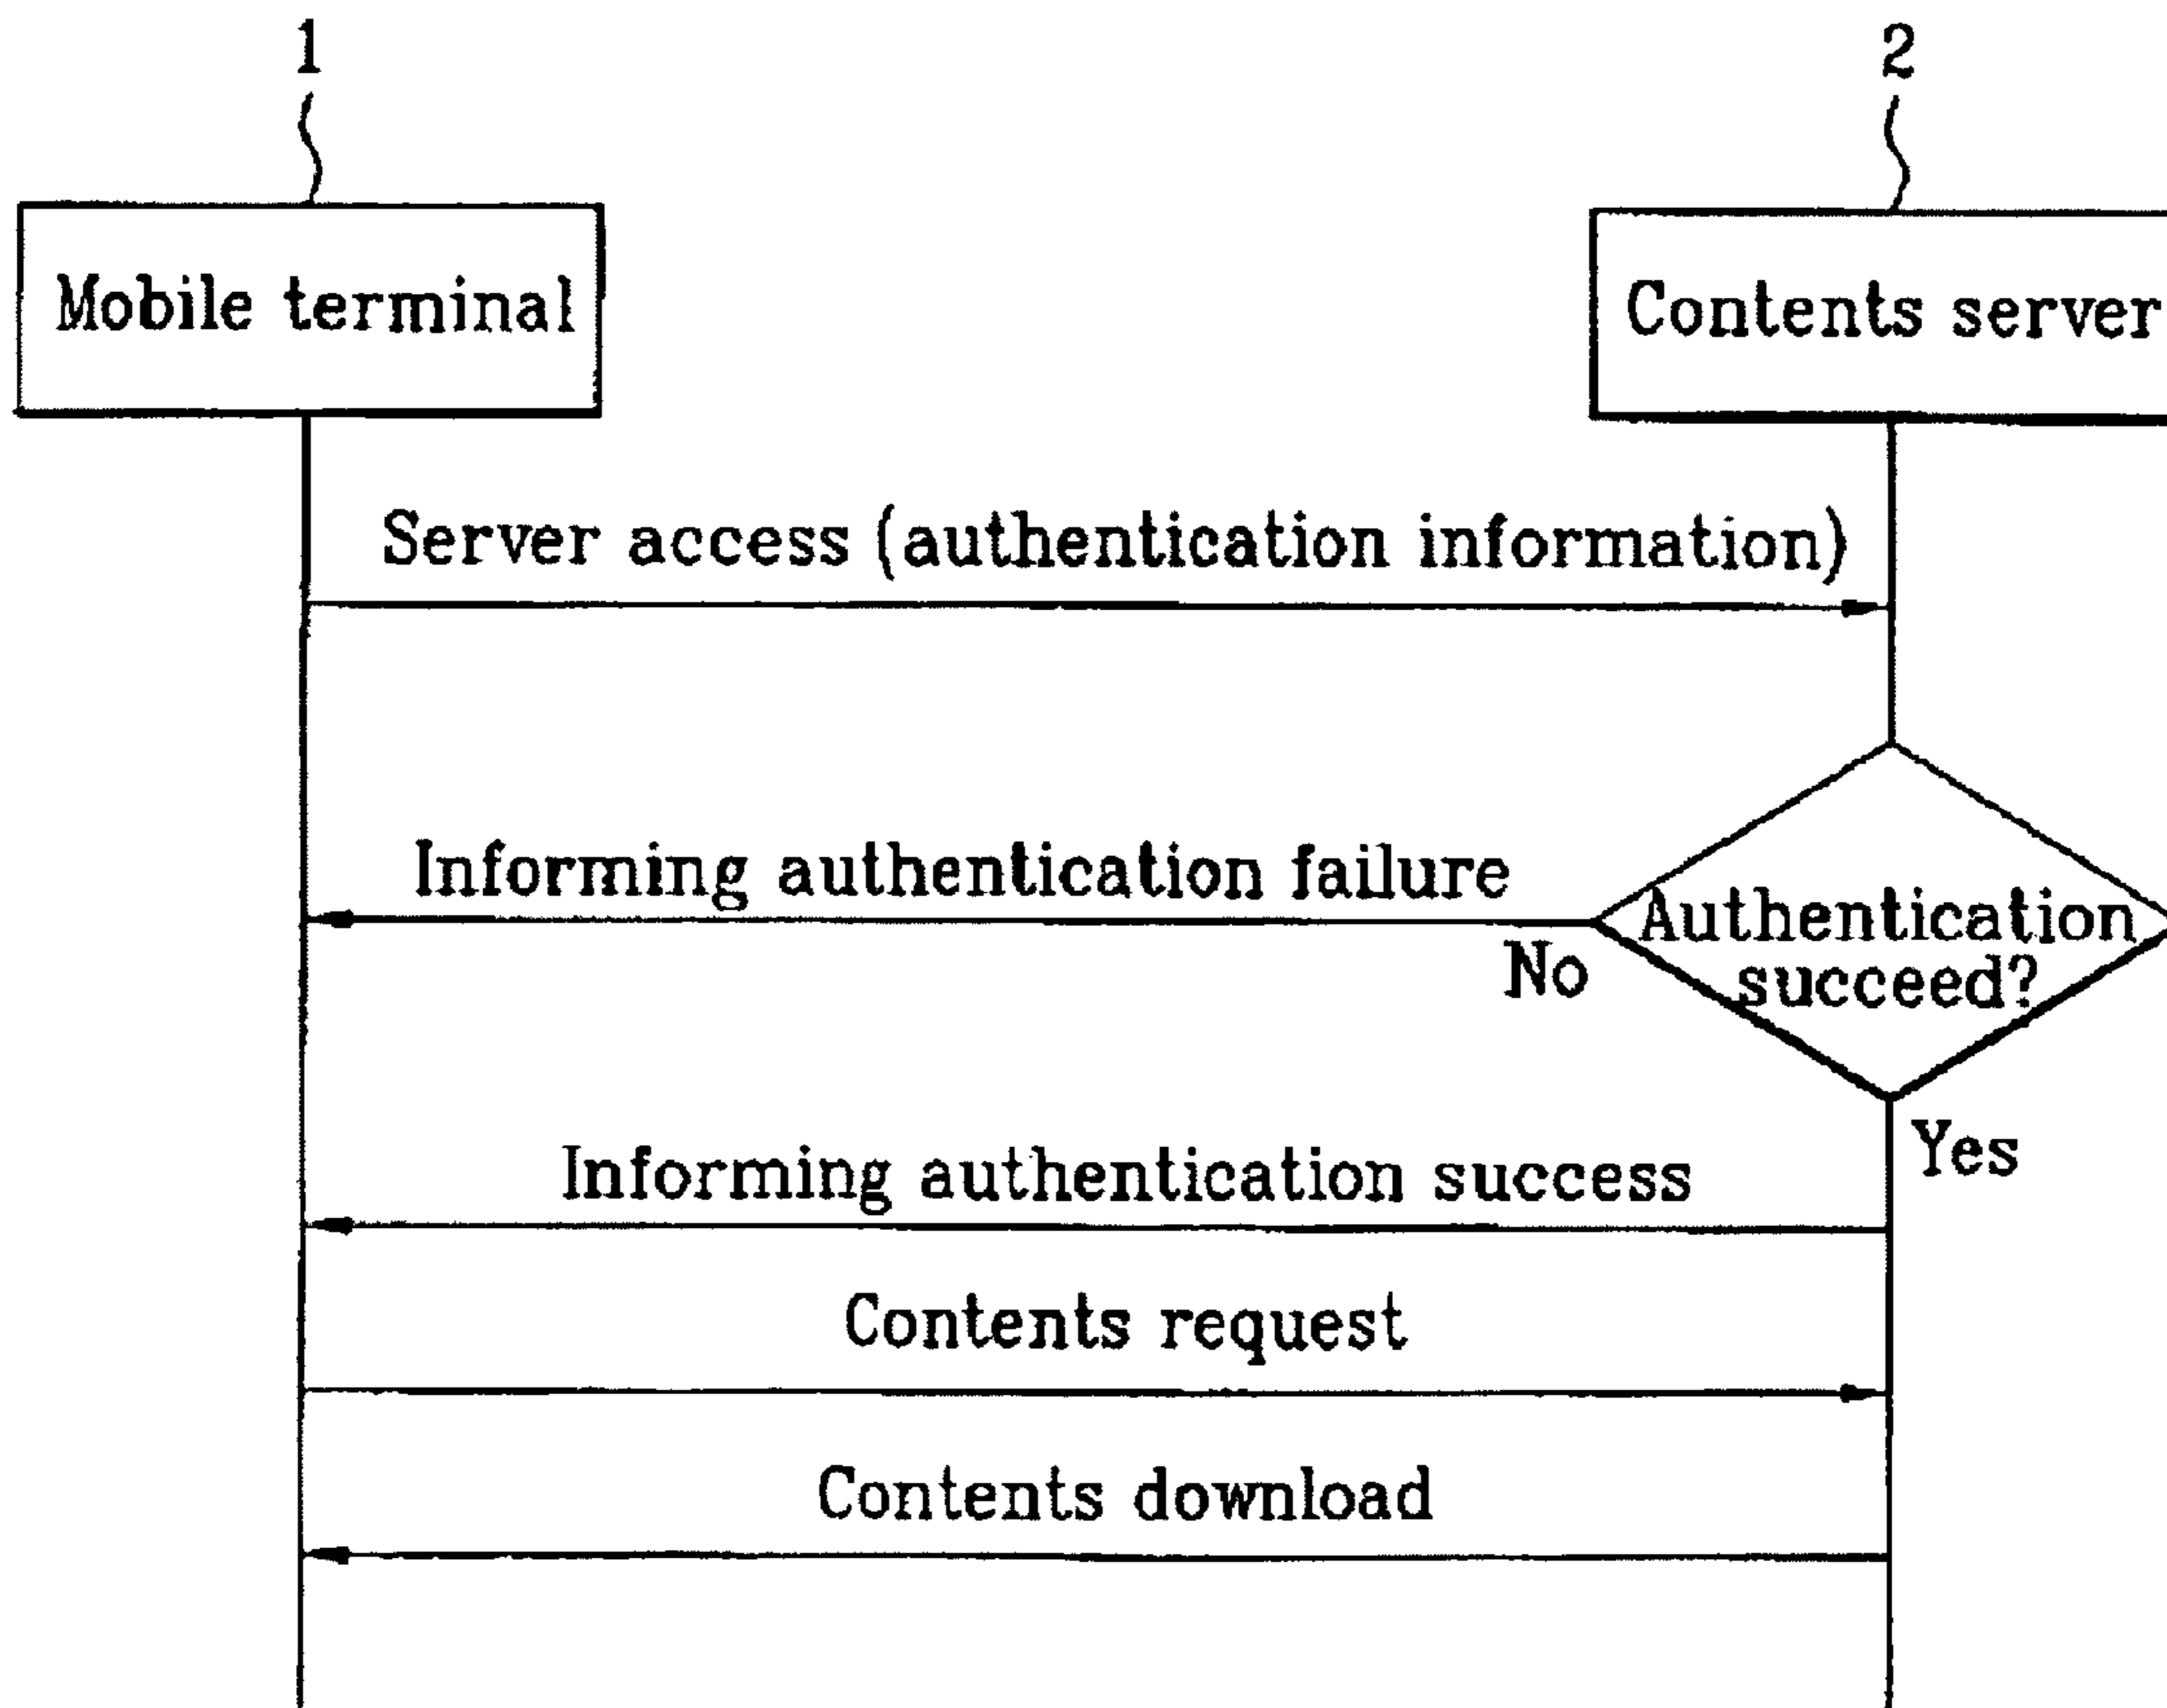 1
2
Mobile terminal
Contents server
Server access (authentication information)
Informing authentication failure
Authentication
succeed?
No
Yes
Informing authentication success
Contents request
Contents download